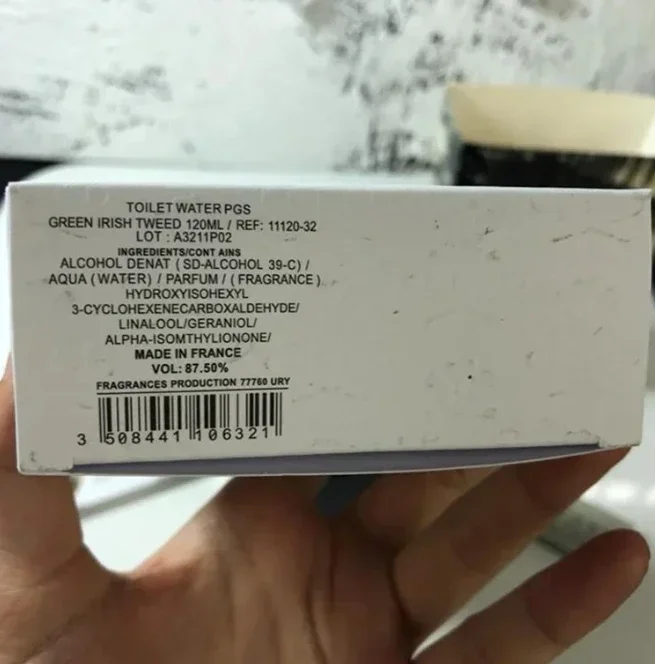 TOILET WATER PGS
GREEN IRISH TWEED 120ML / REF: 11120-32
LOT : A3211P02
INGREDIENTS/CONT AINS
ALCOHOL DENAT ( SD-ALCOHOL 39-C) /
AQUA ( WATER) / PARFUM / ( FRAGRANCE )
HYDROXYISOHEXYL
3-CYCLOHEXENECARBOXALDEHYDE/
LINALOOL/GERANIOL/
ALPHA-ISOMTHYLIONONE/
MADE IN FRANCE
VOL: 87.50%
FRAGRANCES PRODUCTION 77760 URY
3 508441 106321